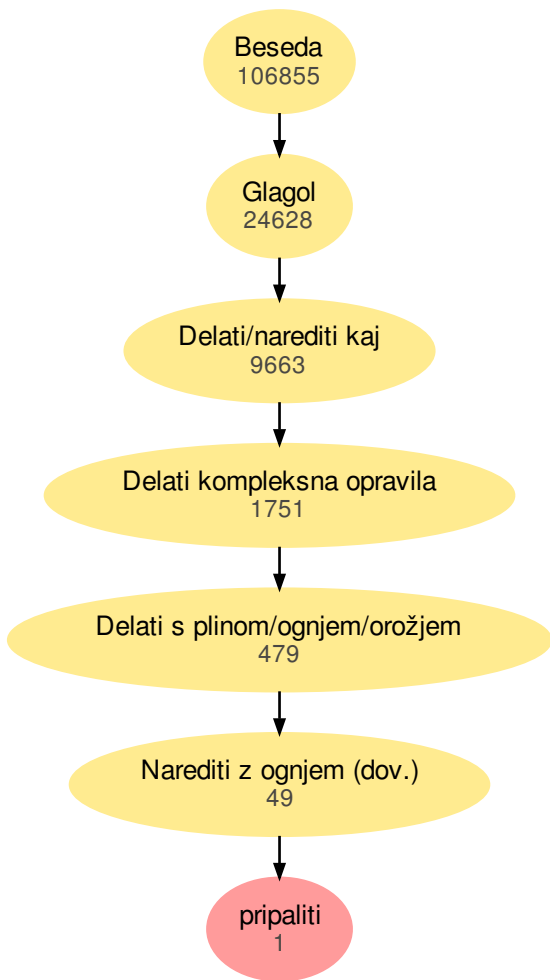 Beseda
106855
Glagol
24628
Delati/narediti kaj
9663
Delati kompleksna opravila
1751
Delati s plinom/ognjem/orožjem
479
Narediti z ognjem (dov.)
49
pripaliti
1